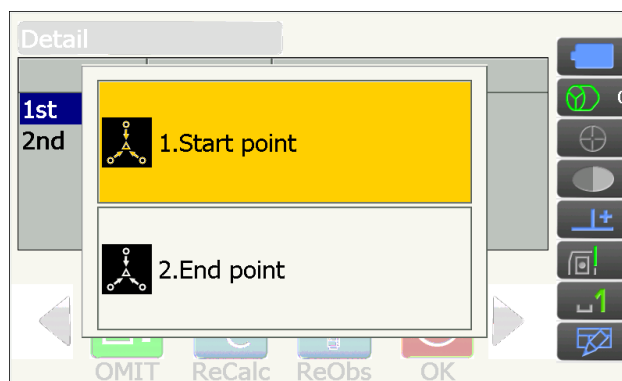 Detail
1st
2nd
1.Start point
2.End point
OMIT ReCalc ReObs OK